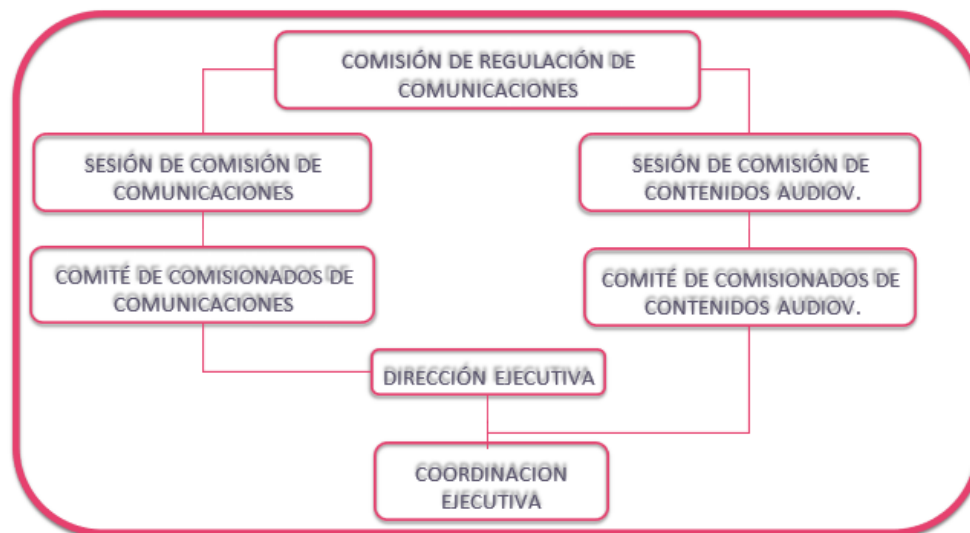 COMISIÓN DE REGULACIÓN DE
COMUNICACIONES
SESIÓN DE COMISIÓN DE
COMUNICACIONES
SESIÓN DE COMISIÓN DE
CONTENIDOS AUDIOV.
COMITÉ DE COMISIONADOS DE
COMUNICACIONES
COMITÉ DE COMISIONADOS DE
CONTENIDOS AUDIOV.
DIRECCIÓN EJECUTIVA
COORDINACION
EJECUTIVA